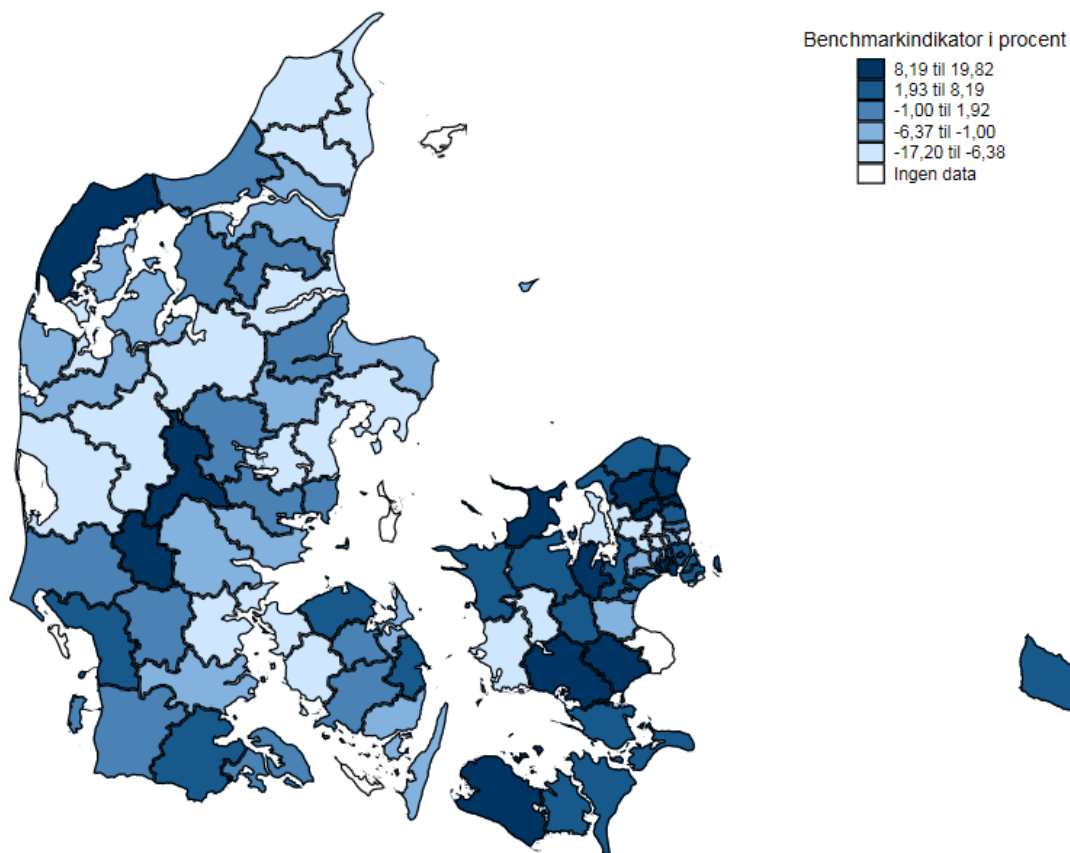 Benchmarkindikator i procent
8,19 til 19,82
1,93 til 8,19
-1,00 til 1,92
-6,37 til -1,00
-17,20 til -6,38
Ingen data